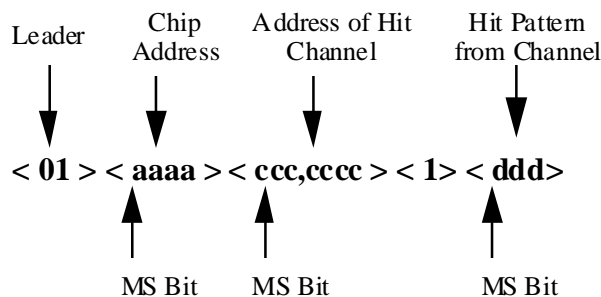 Leader
Chip Address
Address of Hit Channel
Hit Pattern from Channel
< 01 >< aaaa >< ccc,cccc >< 1>< ddd>
MS Bit MS Bit MS Bit